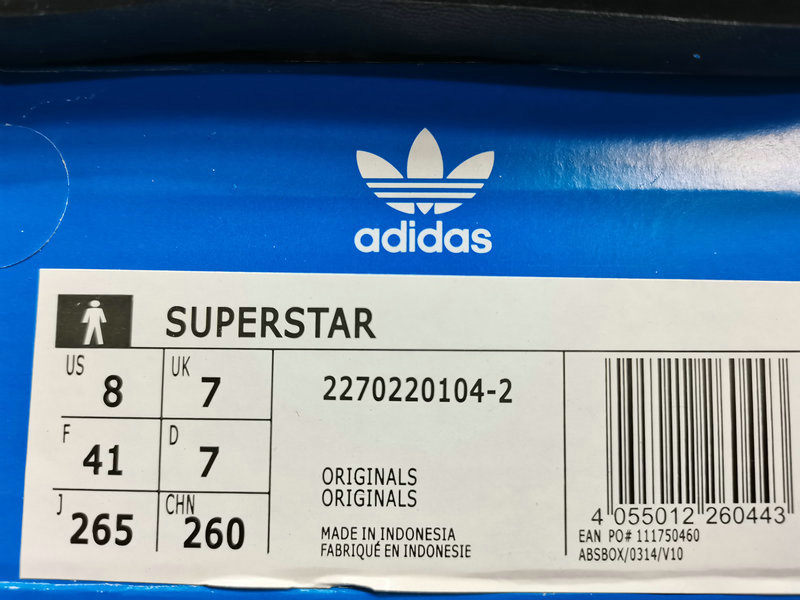 adidas
SUPERSTAR
US 8 UK 7
F 41 D 7
J 265 CHN 260
2270220104-2
ORIGINALS
ORIGINALS
MADE IN INDONESIA
FABRIQUÉ EN INDONESIE
4 055012 260443
EAN PO# 111750460
ABSBOX/0314/V10